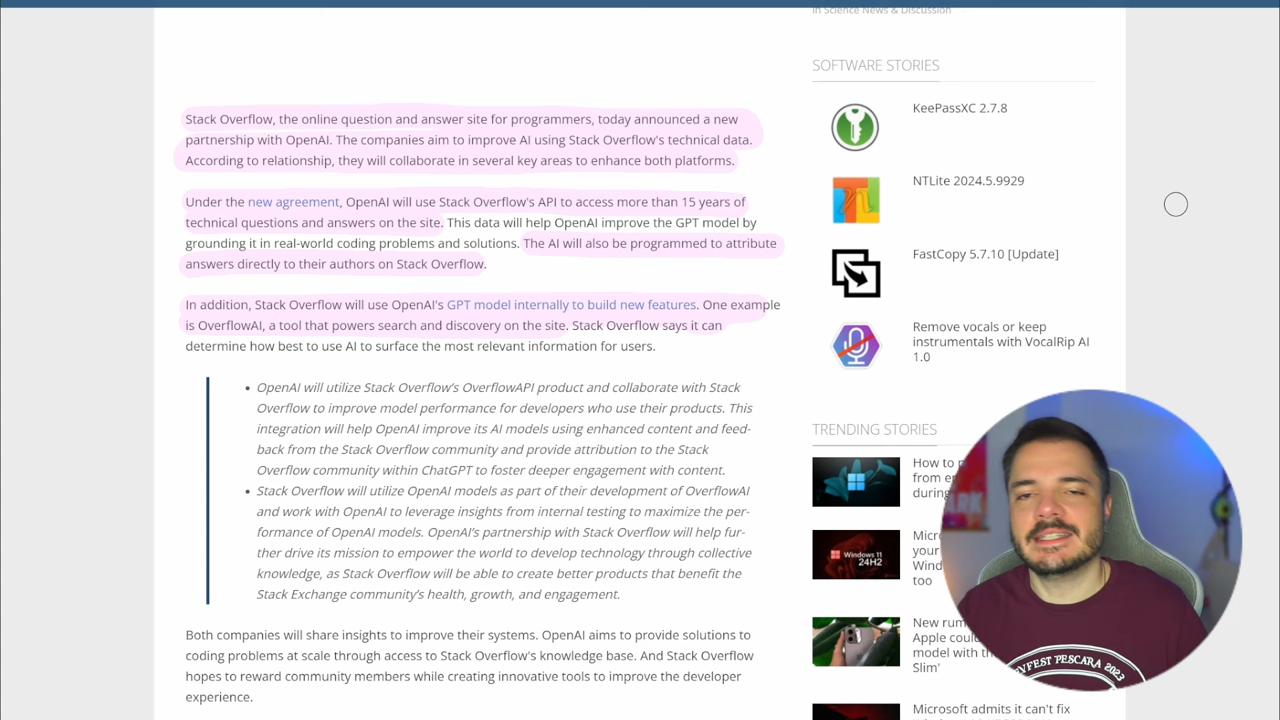 in Science News & Discussion
Stack Overflow, the online question and answer site for programmers, today announced a new
partnership with OpenAI. The companies aim to improve AI using Stack Overflow's technical data.
According to relationship, they will collaborate in several key areas to enhance both platforms.
Under the new agreement, OpenAI will use Stack Overflow's API to access more than 15 years of
technical questions and answers on the site. This data will help OpenAI improve the GPT model by
grounding it in real-world coding problems and solutions. The AI will also be programmed to attribute
answers directly to their authors on Stack Overflow.
In addition, Stack Overflow will use OpenAI's GPT model internally to build new features. One example
is OverflowAI, a tool that powers search and discovery on the site. Stack Overflow says it can
determine how best to use AI to surface the most relevant information for users.
• OpenAI will utilize Stack Overflow's OverflowAPI product and collaborate with Stack
Overflow to improve model performance for developers who use their products. This
integration will help OpenAI improve its AI models using enhanced content and feed-
back from the Stack Overflow community and provide attribution to the Stack
Overflow community within ChatGPT to foster deeper engagement with content.
• Stack Overflow will utilize OpenAI models as part of their development of OverflowAI
and work with OpenAI to leverage insights from internal testing to maximize the per-
formance of OpenAI models. OpenAI's partnership with Stack Overflow will help fur-
ther drive its mission to empower the world to develop technology through collective
knowledge, as Stack Overflow will be able to create better products that benefit the
Stack Exchange community's health, growth, and engagement.
Both companies will share insights to improve their systems. OpenAI aims to provide solutions to
coding problems at scale through access to Stack Overflow's knowledge base. And Stack Overflow
hopes to reward community members while creating innovative tools to improve the developer
experience.
SOFTWARE STORIES
KeePassXC 2.7.8
NTLite 2024.5.9929
FastCopy 5.7.10 [Update]
Remove vocals or keep
instrumentals with VocalRip AI
1.0
TRENDING STORIES
How to
from
during
Windows 11
24H2
your
too
New
Apple
model with
Slim'
Microsoft admits it can't fix
PESCARA 2023